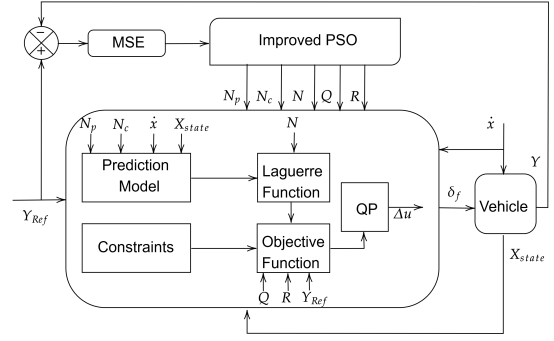 −
+
MSE
Improved PSO
N_p N_c N Q R
N_p N_c ẋ X_state
N
ẋ
Prediction
Model
Laguerre
Function
Y
Y_Ref
QP
Δu
δ_f
Vehicle
Constraints
Objective
Function
X_state
Q R Y_Ref